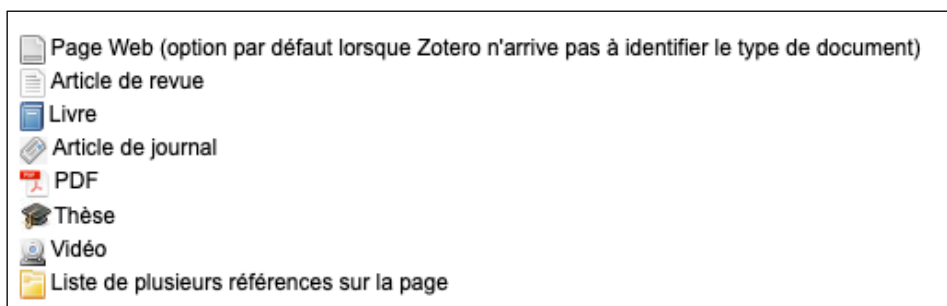 Page Web (option par défaut lorsque Zotero n'arrive pas à identifier le type de document)
Article de revue
Livre
Article de journal
PDF
Thèse
Vidéo
Liste de plusieurs références sur la page